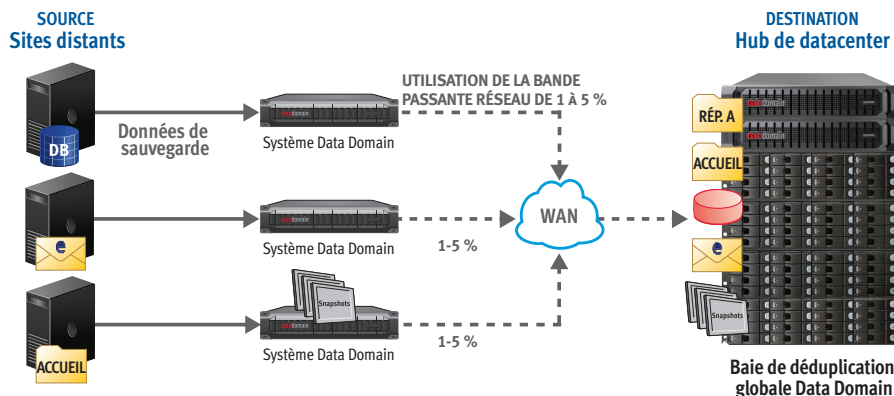 SOURCE
Sites distants
DESTINATION
Hub de datacenter
UTILISATION DE LA BANDE
PASSANTE RÉSEAU DE 1 À 5 %
Données de
sauvegarde
DB
Système Data Domain
RÉP. A
ACCUEIL
WAN
e
Système Data Domain
1-5 %
e
Snapshots
Snapshots
Système Data Domain
1-5 %
ACCUEIL
Baie de déduplication
globale Data Domain